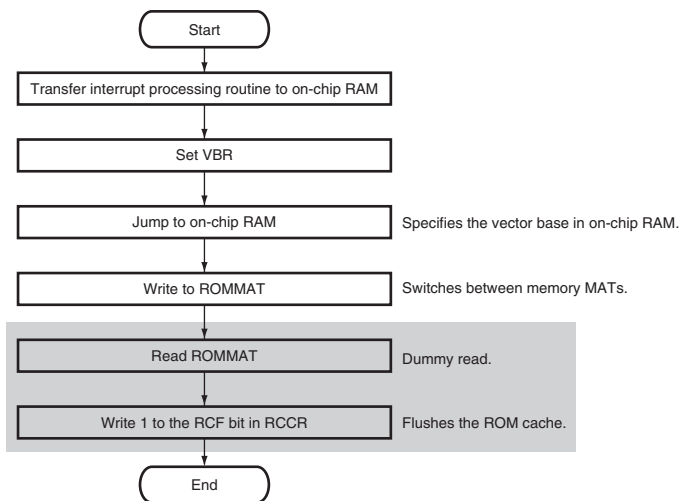 Start
Transfer interrupt processing routine to on-chip RAM
Set VBR
Jump to on-chip RAM
Specifies the vector base in on-chip RAM.
Write to ROMMAT
Switches between memory MATs.
Read ROMMAT
Dummy read.
Write 1 to the RCF bit in RCCR
Flushes the ROM cache.
End